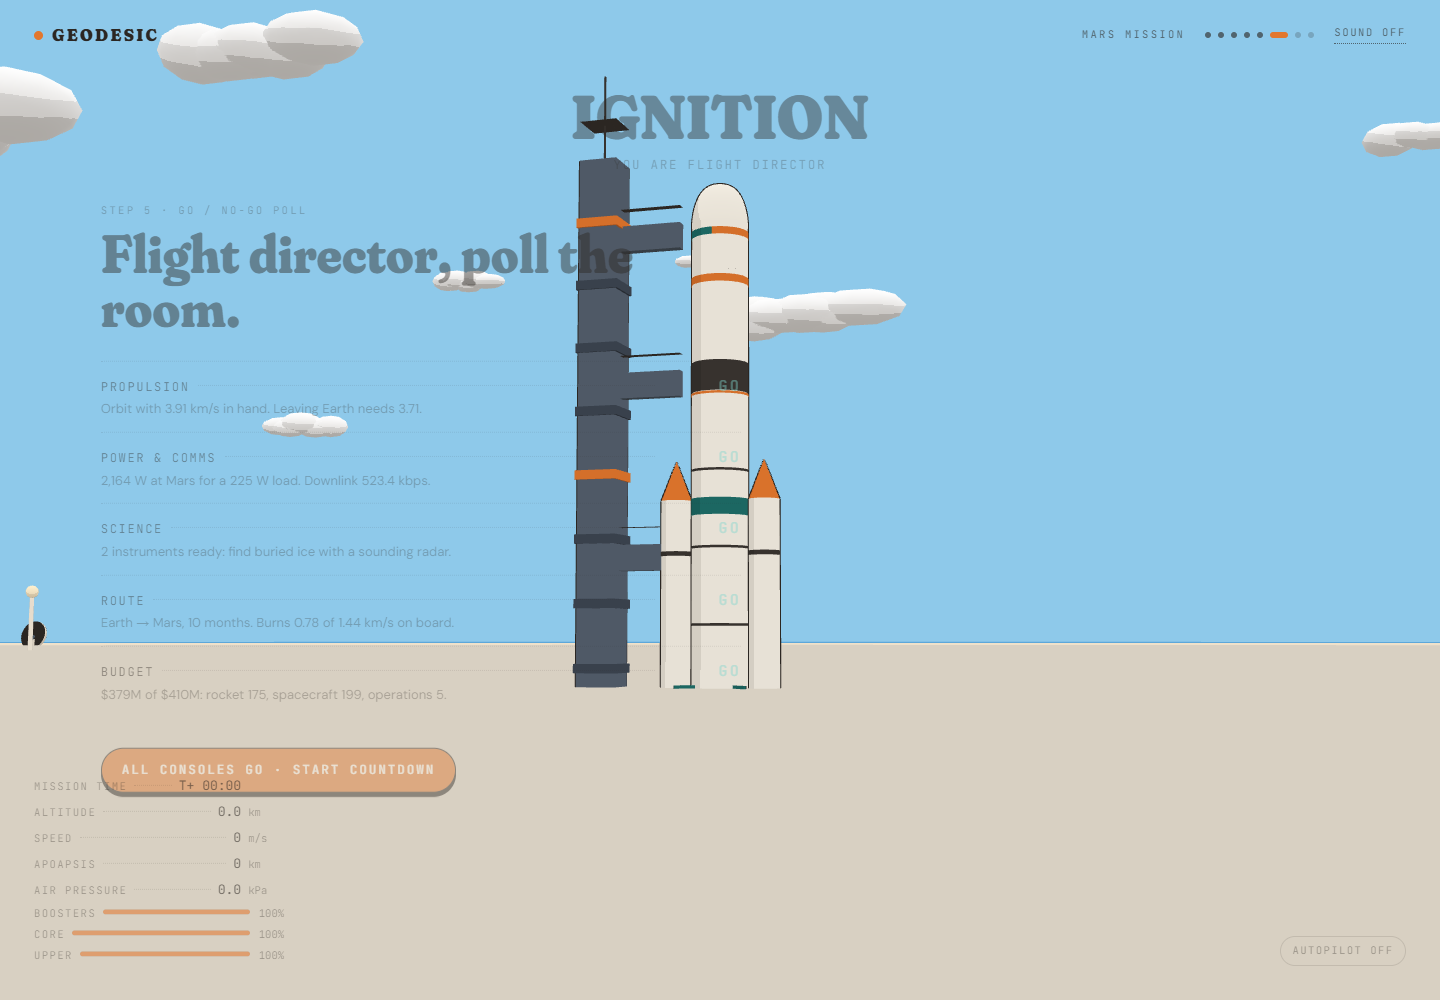 GEODESIC
MARS MISSION
SOUND OFF
IGNITION
YOU ARE FLIGHT DIRECTOR
STEP 5 · GO / NO-GO POLL
Flight director, poll the
room.
PROPULSION GO
Orbit with 3.91 km/s in hand. Leaving Earth needs 3.71.
POWER & COMMS GO
2,164 W at Mars for a 225 W load. Downlink 523.4 kbps.
SCIENCE GO
2 instruments ready: find buried ice with a sounding radar.
ROUTE GO
Earth → Mars, 10 months. Burns 0.78 of 1.44 km/s on board.
BUDGET GO
$379M of $410M: rocket 175, spacecraft 199, operations 5.
ALL CONSOLES GO · START COUNTDOWN
MISSION TIME T+ 00:00
ALTITUDE 0.0 km
SPEED 0 m/s
APOAPSIS 0 km
AIR PRESSURE 0.0 kPa
BOOSTERS 100%
CORE 100%
UPPER 100%
AUTOPILOT OFF